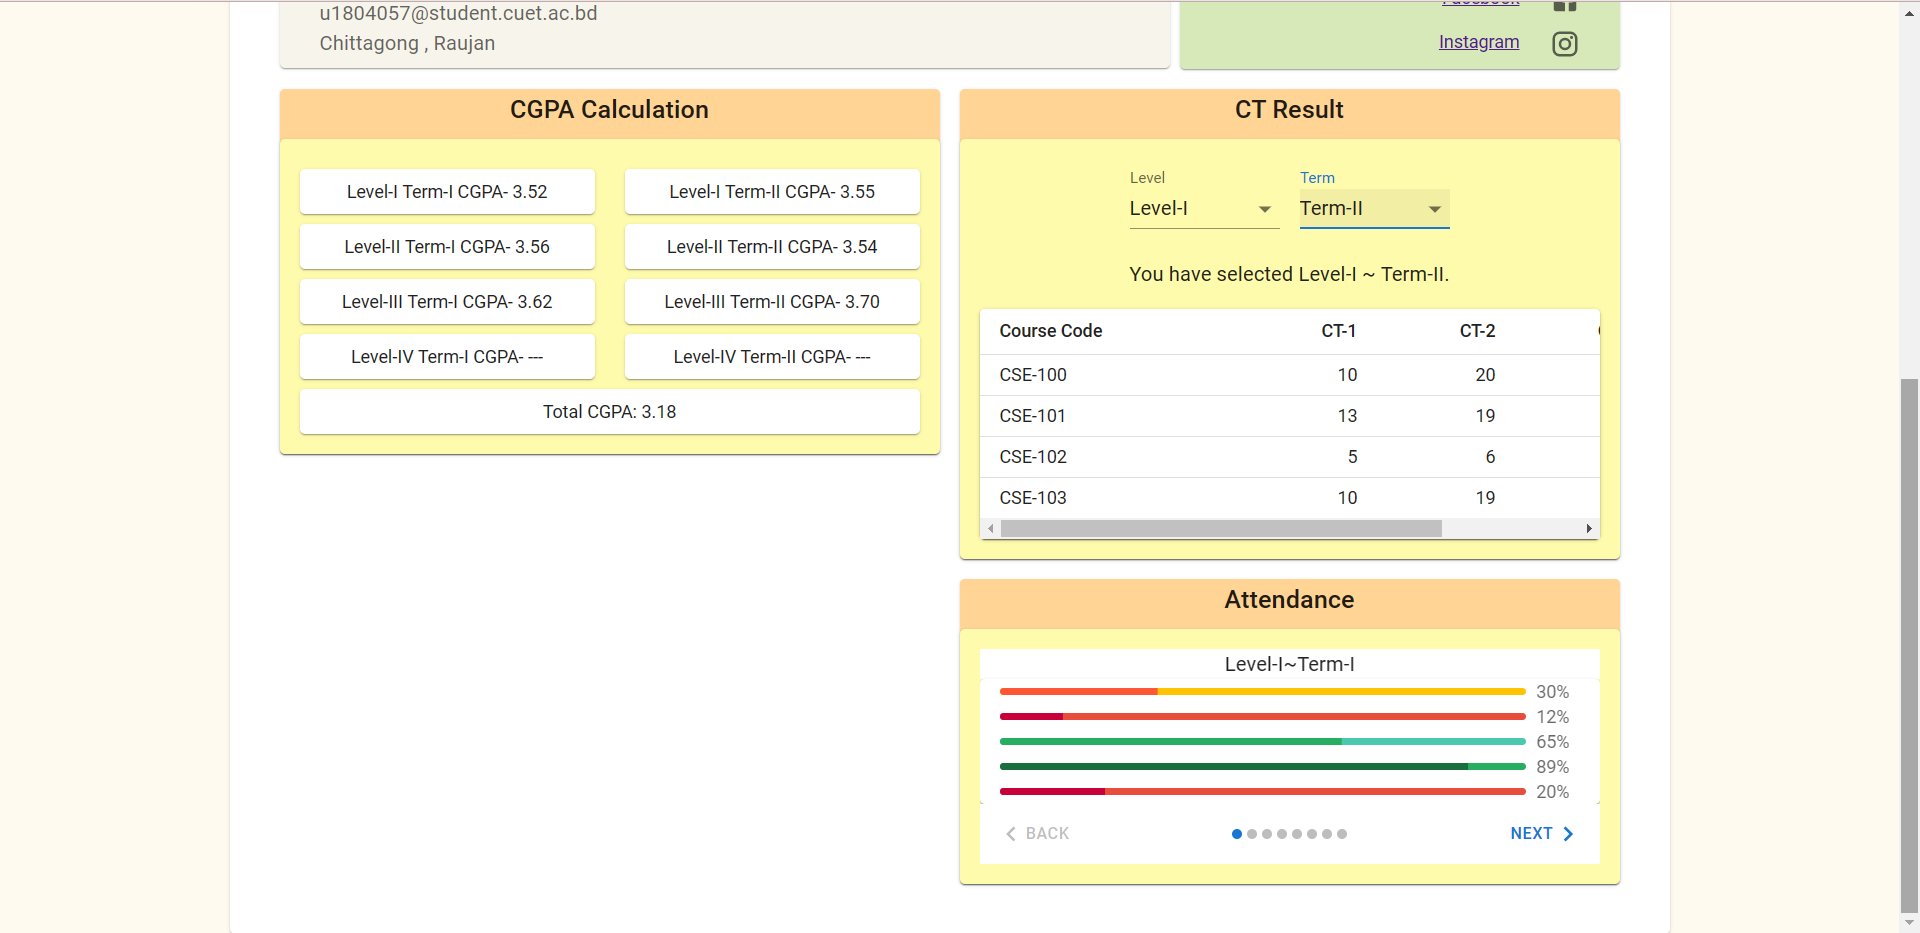 u1804057@student.cuet.ac.bd
Chittagong , Raujan
Facebook
Instagram
CGPA Calculation
Level-I Term-I CGPA- 3.52
Level-I Term-II CGPA- 3.55
Level-II Term-I CGPA- 3.56
Level-II Term-II CGPA- 3.54
Level-III Term-I CGPA- 3.62
Level-III Term-II CGPA- 3.70
Level-IV Term-I CGPA- ---
Level-IV Term-II CGPA- ---
Total CGPA: 3.18
CT Result
Level Term
Level-I Term-II
You have selected Level-I ~ Term-II.
Course Code CT-1 CT-2
CSE-100 10 20
CSE-101 13 19
CSE-102 5 6
CSE-103 10 19
Attendance
Level-I~Term-I
30%
12%
65%
89%
20%
BACK NEXT